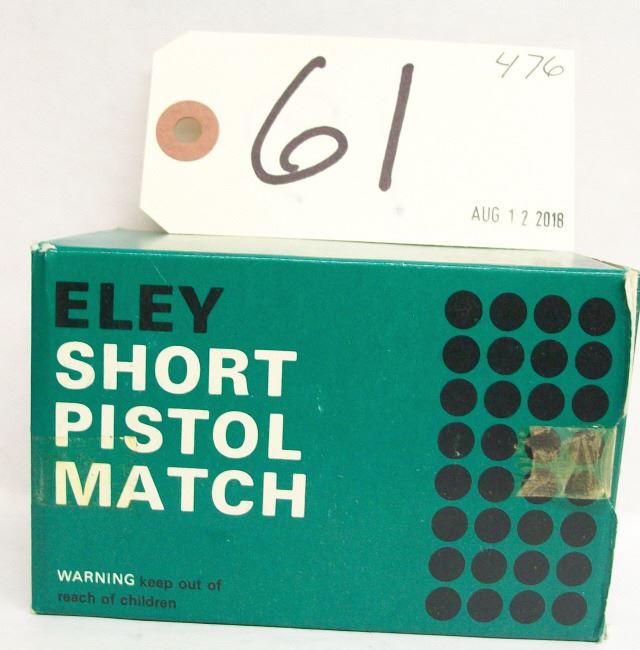 476
61
AUG 12 2018
ELEY
SHORT
PISTOL
MATCH
WARNING keep out of
reach of children